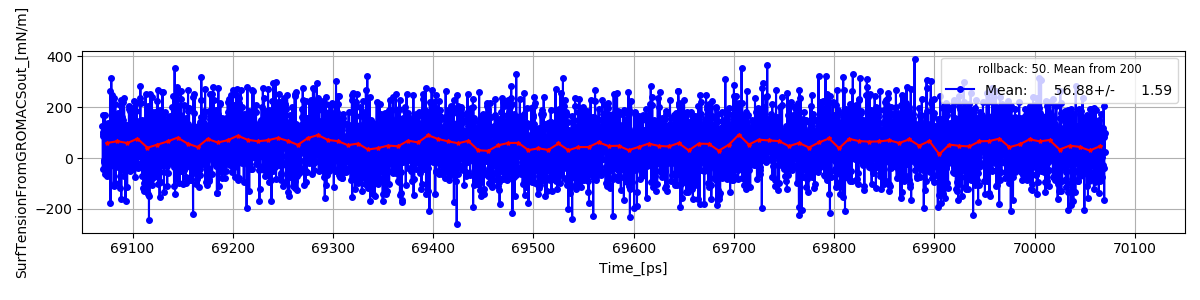 SurfTensionFromGROMACSout_[mN/m]
400
200
0
−200
rollback: 50. Mean from 200
Mean: 56.88+/- 1.59
69100 69200 69300 69400 69500 69600 69700 69800 69900 70000 70100
Time_[ps]